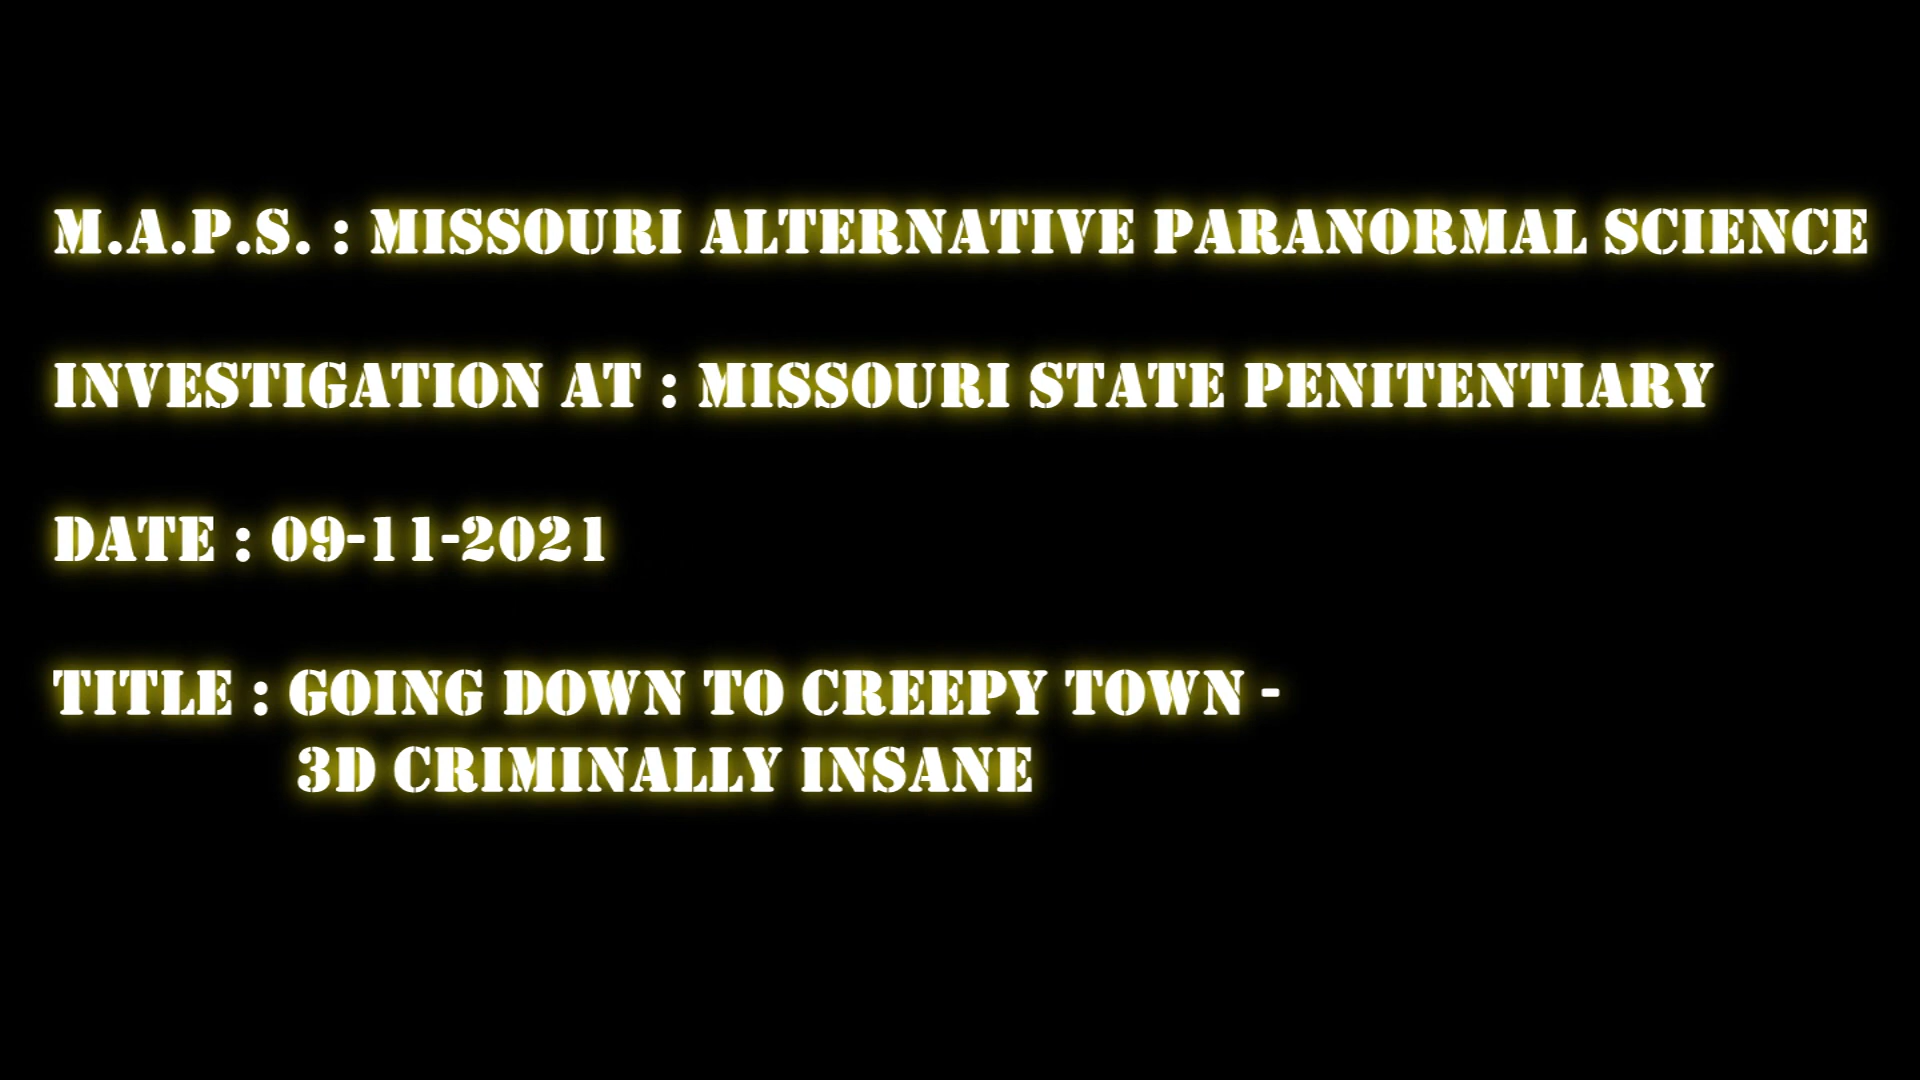 M.A.P.S. : MISSOURI ALTERNATIVE PARANORMAL SCIENCE
INVESTIGATION AT : MISSOURI STATE PENITENTIARY
DATE : 09-11-2021
TITLE : GOING DOWN TO CREEPY TOWN -
3D CRIMINALLY INSANE